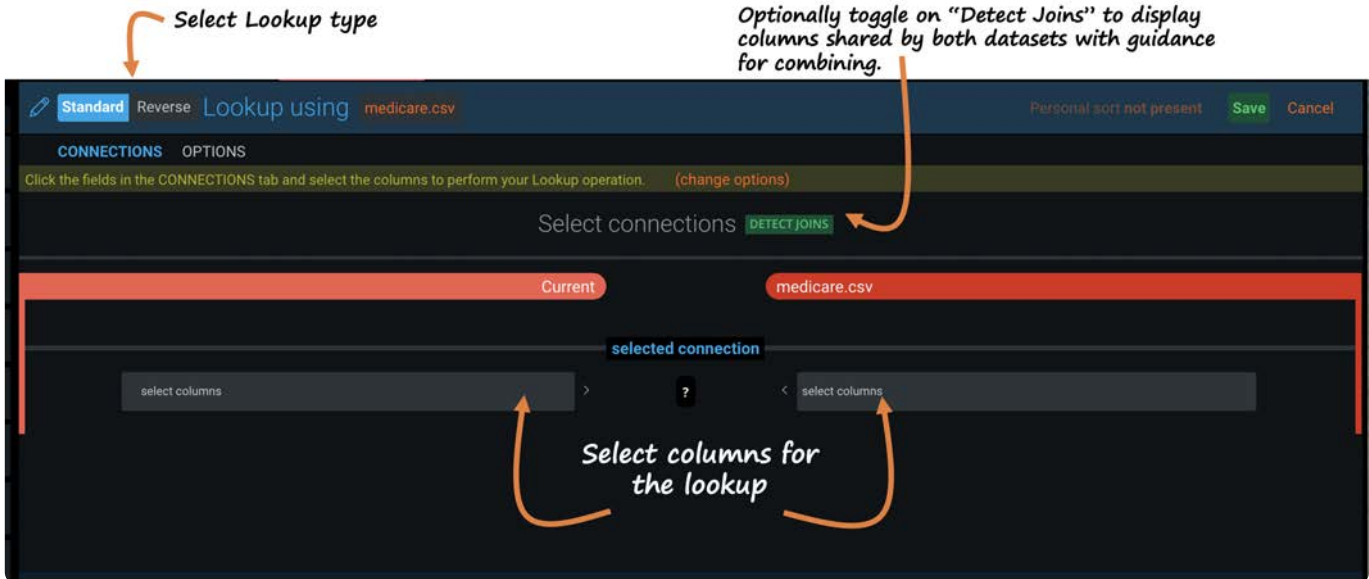 Select Lookup type
Optionally toggle on “Detect Joins” to display
columns shared by both datasets with guidance
for combining.
Standard Reverse Lookup using medicare.csv Personal sort not present Save Cancel
CONNECTIONS OPTIONS
Click the fields in the CONNECTIONS tab and select the columns to perform your Lookup operation. (change options)
Select connections DETECT JOINS
Current medicare.csv
selected connection
select columns > ? < select columns
Select columns for
the lookup